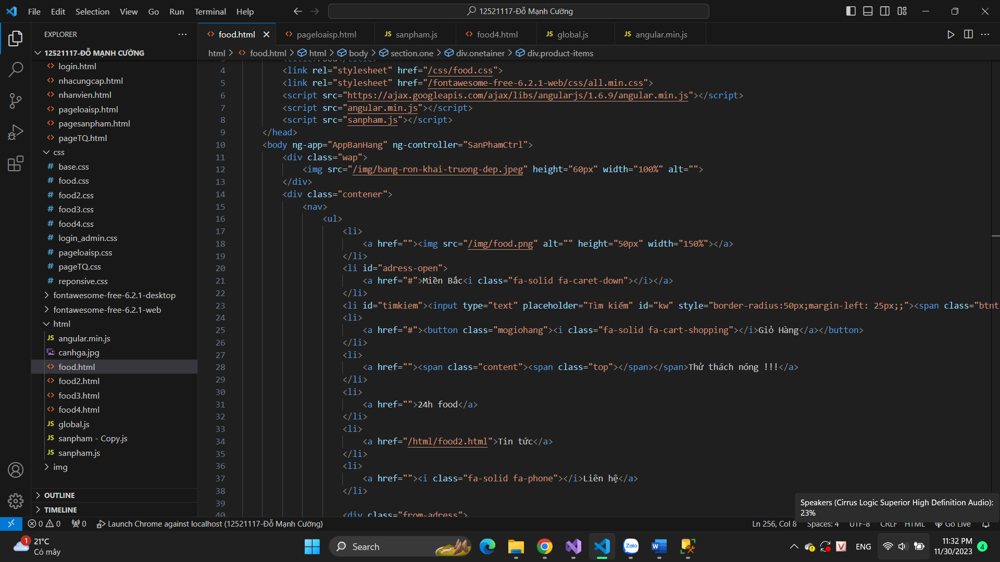 File Edit Selection View Go Run Terminal Help
12521117-Đỗ Mạnh Cường
EXPLORER
12521117-ĐỖ MẠNH CƯỜNG
login.html
nhacungcap.html
nhanvien.html
pageloaisp.html
pagesanpham.html
pageTQ.html
css
base.css
food.css
food2.css
food3.css
food4.css
login_admin.css
pageloaisp.css
pageTQ.css
reponsive.css
fontawesome-free-6.2.1-desktop
fontawesome-free-6.2.1-web
html
angular.min.js
canhga.jpg
food.html
food2.html
food3.html
food4.html
global.js
sanpham - Copy.js
sanpham.js
img
OUTLINE
TIMELINE
food.html pageloaisp.html sanpham.js food4.html global.js angular.min.js
html > food.html > html > body > section.one > div.onetainer > div.product-items
3 <title>Food</title>
4 <link rel="stylesheet" href="/css/food.css">
5 <link rel="stylesheet" href="/fontawesome-free-6.2.1-web/css/all.min.css">
6 <script src="https://ajax.googleapis.com/ajax/libs/angularjs/1.6.9/angular.min.js"></script>
7 <script src="angular.min.js"></script>
8 <script src="sanpham.js"></script>
9 </head>
10 <body ng-app="AppBanHang" ng-controller="SanPhamCtrl">
11 <div class="wap">
12 <img src="/img/bang-ron-khai-truong-dep.jpeg" height="60px" width="100%" alt="">
13 </div>
14 <div class="contener">
15 <nav>
16 <ul>
17 <li>
18 <a href=""><img src="/img/food.png" alt="" height="50px" width="150%"></a>
19 </li>
20 <li id="adress-open">
21 <a href="#">Miền Bắc<i class="fa-solid fa-caret-down"></i></a>
22 </li>
23 <li id="timkiem"><input type="text" placeholder="Tìm kiếm" id="kw" style="border-radius:50px;margin-left: 25px;;"><span class="btnt
24 <li>
25 <a href="#"><button class="mogiohang"><i class="fa-solid fa-cart-shopping"></i>Giỏ Hàng</a></button>
26 </li>
27 <li>
28 <a href=""><span class="content"><span class="top"></span></span>Thử thách nóng !!!</a>
29 </li>
30 <li>
31 <a href="">24h food</a>
32 </li>
33 <li>
34 <a href="/html/food2.html">Tin tức</a>
35 </li>
36 <li>
37 <a href=""><i class="fa-solid fa-phone"></i>Liên hệ</a>
38 </li>
39
40 <div class="from-adress">
Speakers (Cirrus Logic Superior High Definition Audio):
23%
0 0 0 Launch Chrome against localhost (12521117-Đỗ Mạnh Cường)
Ln 256, Col 8 Spaces: 4 UTF-8 CRLF HTML Go Live
1
21°C
Có mây
Search
Zalo
ENG
11:32 PM
11/30/2023
4